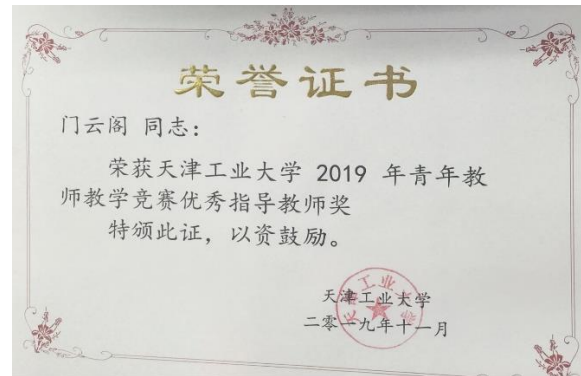 荣誉证书
门云阁 同志：
荣获天津工业大学 2019 年青年教
师教学竞赛优秀指导教师奖
特颁此证，以资鼓励。
天津工业大学
二零一九年十一月